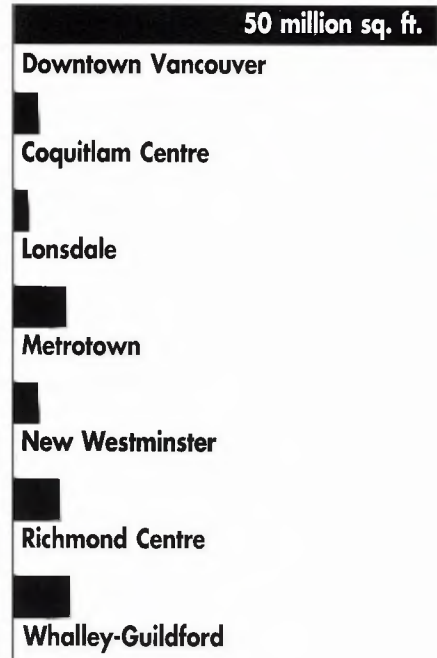 50 million sq. ft.
Downtown Vancouver
Coquitlam Centre
Lonsdale
Metrotown
New Westminster
Richmond Centre
Whalley-Guildford